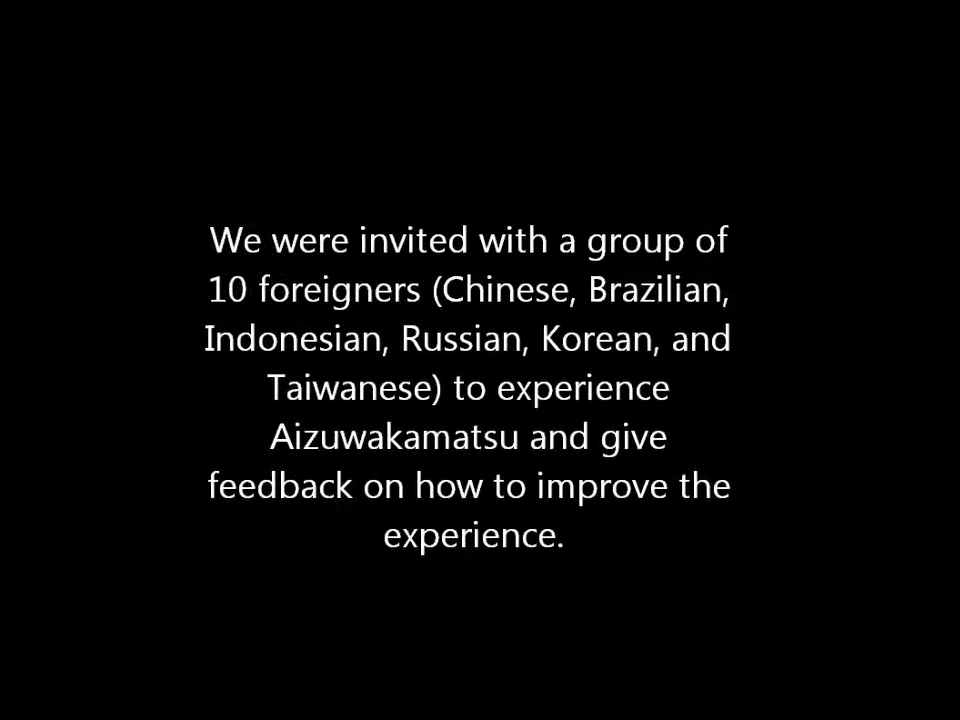 We were invited with a group of
10 foreigners (Chinese, Brazilian,
Indonesian, Russian, Korean, and
Taiwanese) to experience
Aizuwakamatsu and give
feedback on how to improve the
experience.